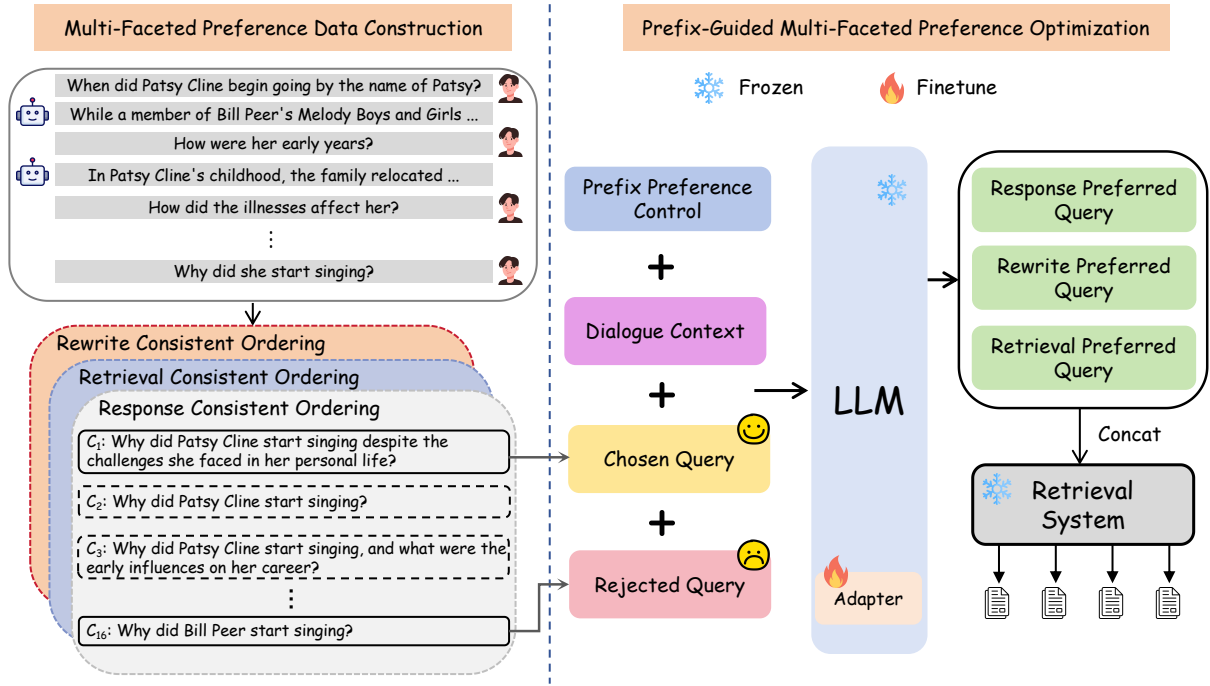 Multi-Faceted Preference Data Construction
When did Patsy Cline begin going by the name of Patsy?
While a member of Bill Peer's Melody Boys and Girls ...
How were her early years?
In Patsy Cline's childhood, the family relocated ...
How did the illnesses affect her?
⋮
Why did she start singing?
Rewrite Consistent Ordering
Retrieval Consistent Ordering
Response Consistent Ordering
C₁: Why did Patsy Cline start singing despite the
challenges she faced in her personal life?
C₂: Why did Patsy Cline start singing?
C₃: Why did Patsy Cline start singing, and what were the
early influences on her career?
⋮
C₁₆: Why did Bill Peer start singing?
Prefix-Guided Multi-Faceted Preference Optimization
Frozen
Finetune
Prefix Preference
Control
+
Dialogue Context
+
Chosen Query
+
Rejected Query
LLM
Adapter
Response Preferred
Query
Rewrite Preferred
Query
Retrieval Preferred
Query
Concat
Retrieval
System